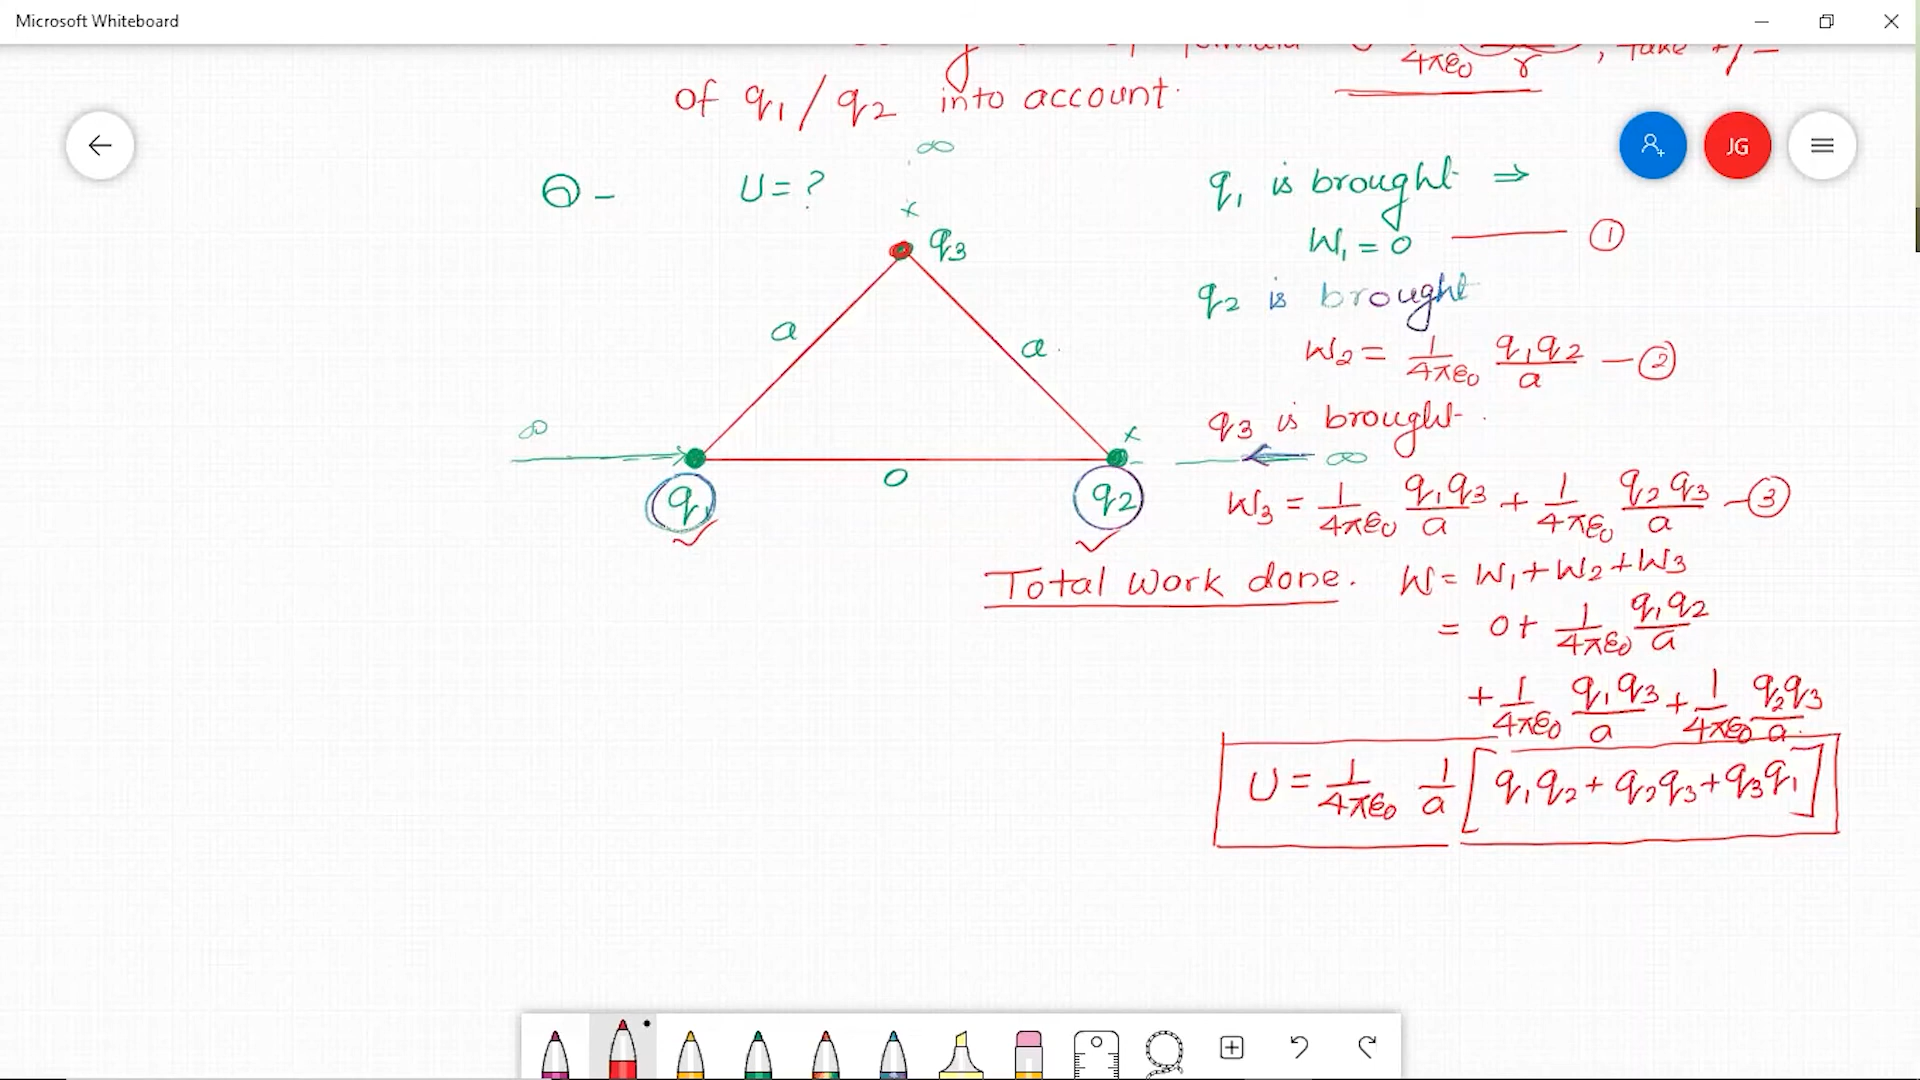 Microsoft Whiteboard
4πε₀ r , take +/−
of q₁ / q₂ into account.
∞
Q − U = ?
x
q₃
a
a
∞
x
q₁
a
q₂
∞
q₁ is brought ⇒
W₁ = 0 —— ①
q₂ is brought
W₂ = 1/4πε₀ q₁q₂/a — ②
q₃ is brought.
W₃ = 1/4πε₀ q₁q₃/a + 1/4πε₀ q₂q₃/a — ③
Total work done. W = W₁ + W₂ + W₃
= 0 + 1/4πε₀ q₁q₂/a
+ 1/4πε₀ q₁q₃/a + 1/4πε₀ q₂q₃/a.
U = 1/4πε₀ 1/a [q₁q₂ + q₂q₃ + q₃q₁]
JG